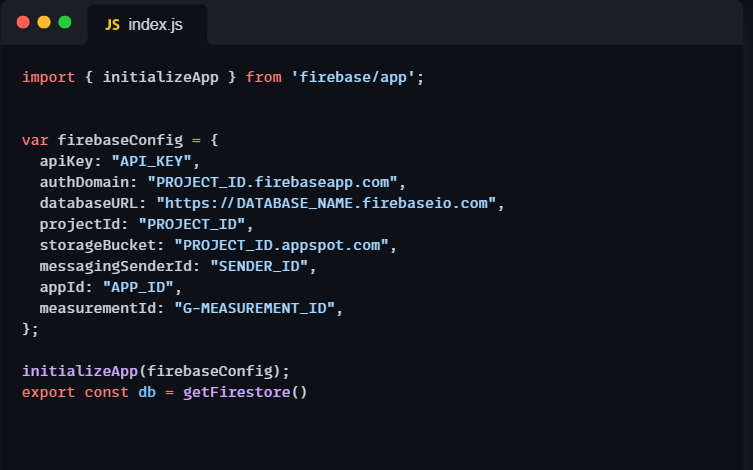 JS index.js
import { initializeApp } from 'firebase/app';
var firebaseConfig = {
  apiKey: "API_KEY",
  authDomain: "PROJECT_ID.firebaseapp.com",
  databaseURL: "https://DATABASE_NAME.firebaseio.com",
  projectId: "PROJECT_ID",
  storageBucket: "PROJECT_ID.appspot.com",
  messagingSenderId: "SENDER_ID",
  appId: "APP_ID",
  measurementId: "G-MEASUREMENT_ID",
};
initializeApp(firebaseConfig);
export const db = getFirestore()